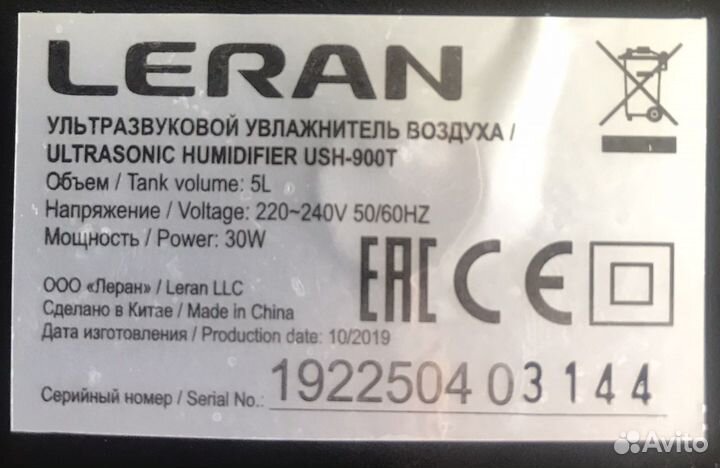 LERAN
УЛЬТРАЗВУКОВОЙ УВЛАЖНИТЕЛЬ ВОЗДУХА /
ULTRASONIC HUMIDIFIER USH-900T
Объем / Tank volume: 5L
Напряжение / Voltage: 220~240V 50/60HZ
Мощность / Power: 30W
EAC CE
ООО «Леран» / Leran LLC
Сделано в Китае / Made in China
Дата изготовления / Production date: 10/2019
Серийный номер / Serial No.: 192250403144
Avito